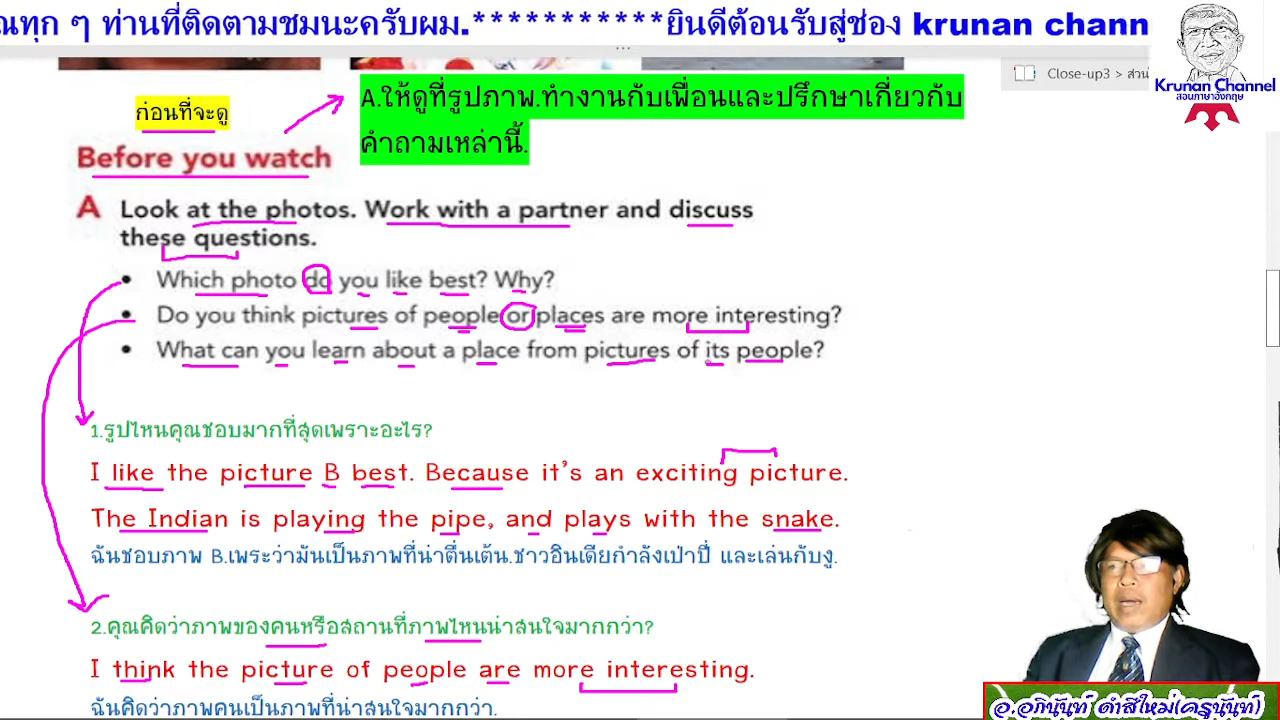 ณทุก ๆ ท่านที่ติดตามชมนะครับผม.***********ยินดีต้อนรับสู่ช่อง krunan chann
Close-up3 > ส่วน
Krunan Channel
สอนภาษาอังกฤษ
ก่อนที่จะดู
A.ให้ดูที่รูปภาพ.ทำงานกับเพื่อนและปรึกษาเกี่ยวกับ
คำถามเหล่านี้.
Before you watch
A Look at the photos. Work with a partner and discuss
these questions.
• Which photo do you like best? Why?
• Do you think pictures of people or places are more interesting?
• What can you learn about a place from pictures of its people?
1.รูปไหนคุณชอบมากที่สุดเพราะอะไร?
I like the picture B best. Because it's an exciting picture.
The Indian is playing the pipe, and plays with the snake.
ฉันชอบภาพ B.เพระว่ามันเป็นภาพที่น่าตื่นเต้น.ชาวอินเดียกำลังเป่าปี่ และเล่นกับงู.
2.คุณคิดว่าภาพของคนหรือสถานที่ภาพไหนน่าสนใจมากกว่า?
I think the picture of people are more interesting.
ฉันคิดว่าภาพคนเป็นภาพที่น่าสนใจมากกว่า.
อ.อภินันท์ ดำสีใหม่(ครูนันท์)